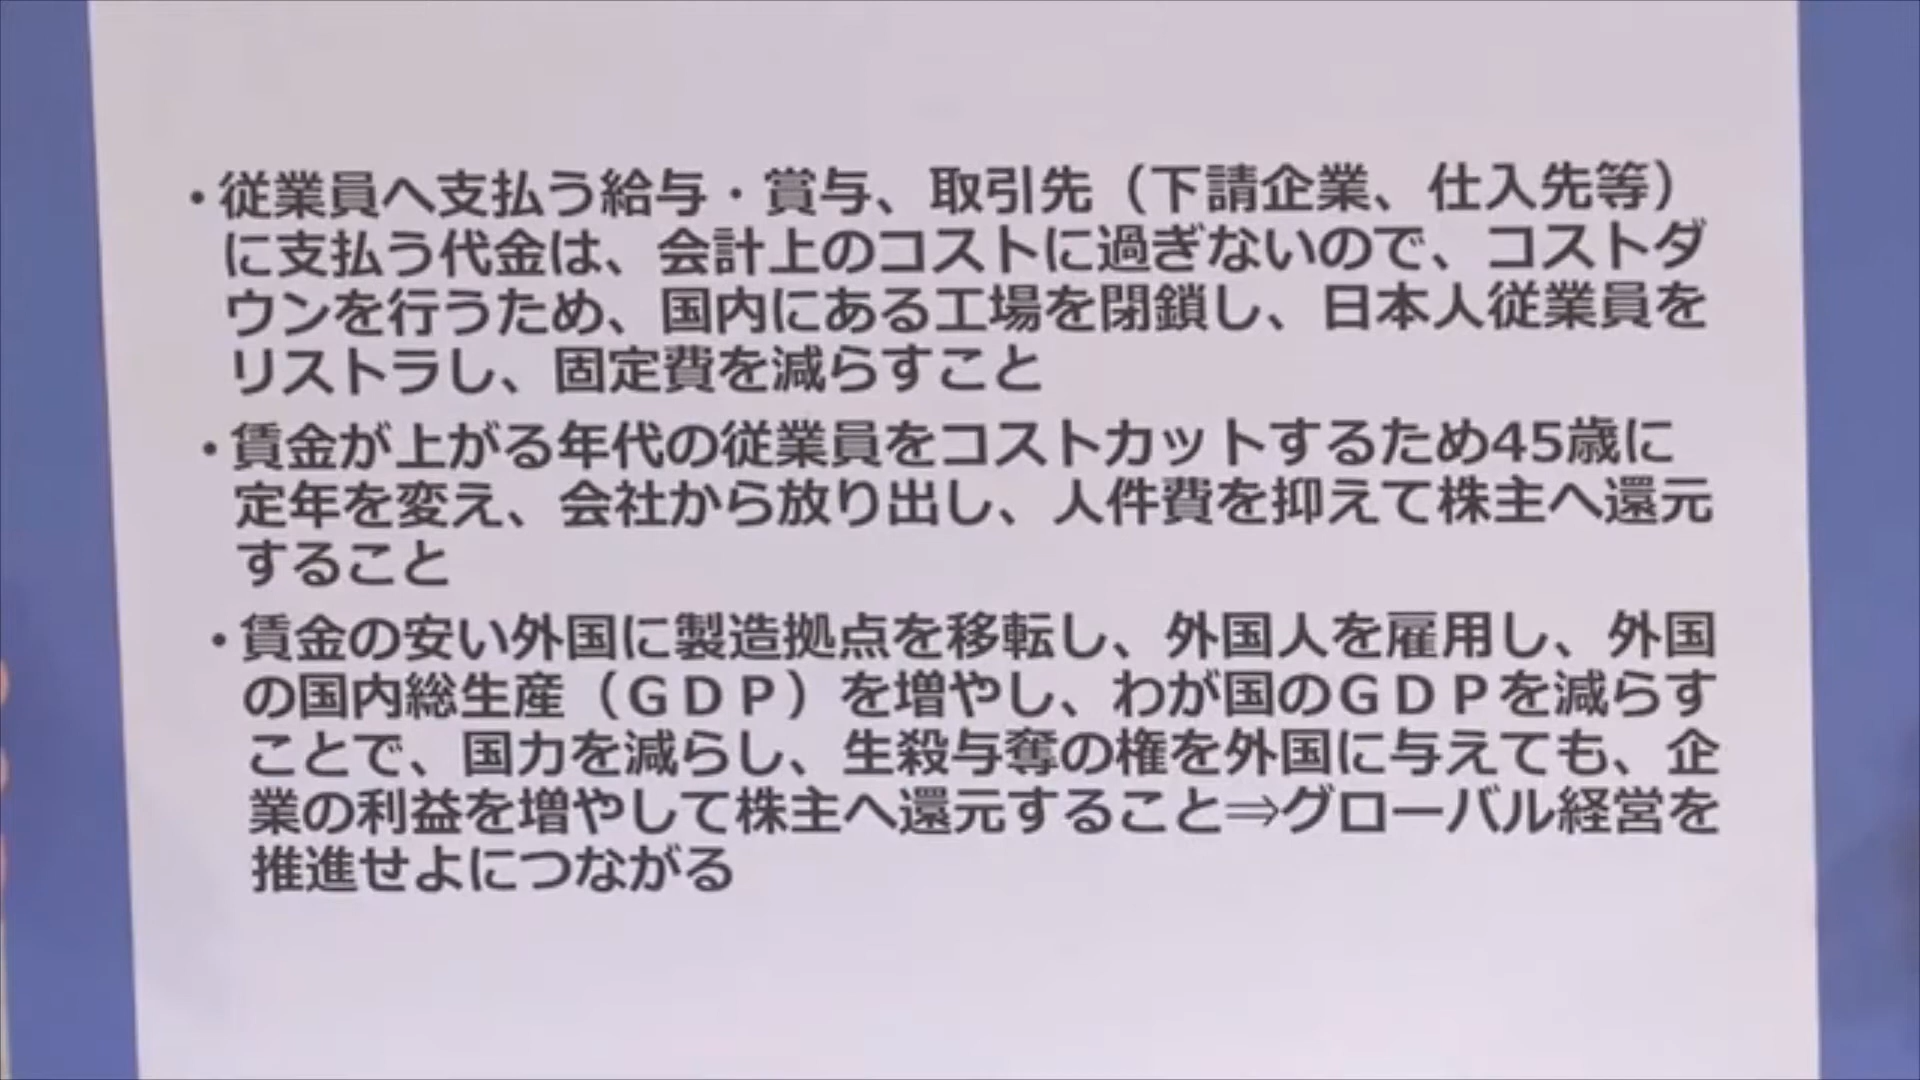 ・従業員へ支払う給与・賞与、取引先（下請企業、仕入先等）
に支払う代金は、会計上のコストに過ぎないので、コストダ
ウンを行うため、国内にある工場を閉鎖し、日本人従業員を
リストラし、固定費を減らすこと
・賃金が上がる年代の従業員をコストカットするため45歳に
定年を変え、会社から放り出し、人件費を抑えて株主へ還元
すること
・賃金の安い外国に製造拠点を移転し、外国人を雇用し、外国
の国内総生産（ＧＤＰ）を増やし、わが国のＧＤＰを減らす
ことで、国力を減らし、生殺与奪の権を外国に与えても、企
業の利益を増やして株主へ還元すること⇒グローバル経営を
推進せよにつながる